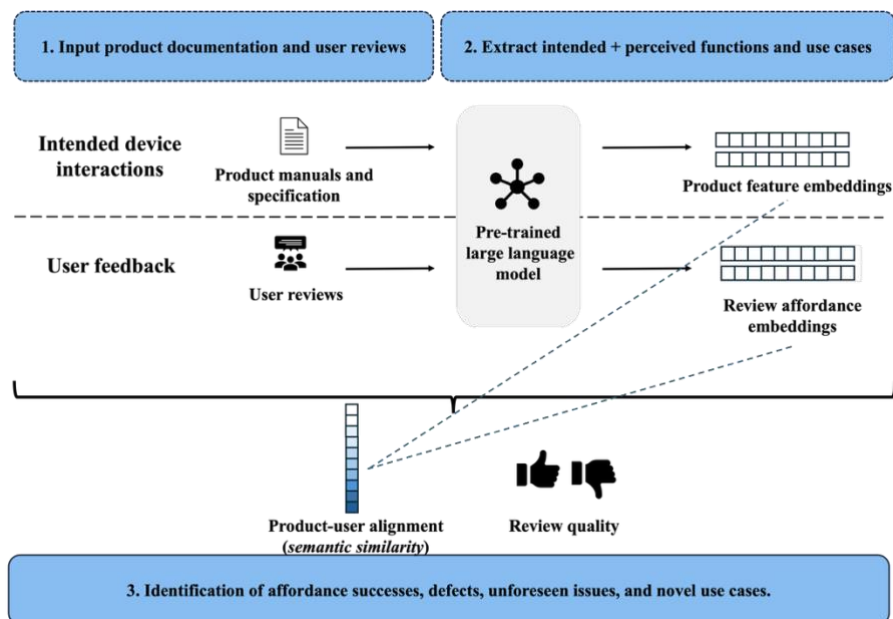 1. Input product documentation and user reviews
2. Extract intended + perceived functions and use cases
Intended device
interactions
Product manuals and
specification
Product feature embeddings
Pre-trained
large language
model
User feedback
User reviews
Review affordance
embeddings
Product-user alignment
(semantic similarity)
Review quality
3. Identification of affordance successes, defects, unforeseen issues, and novel use cases.